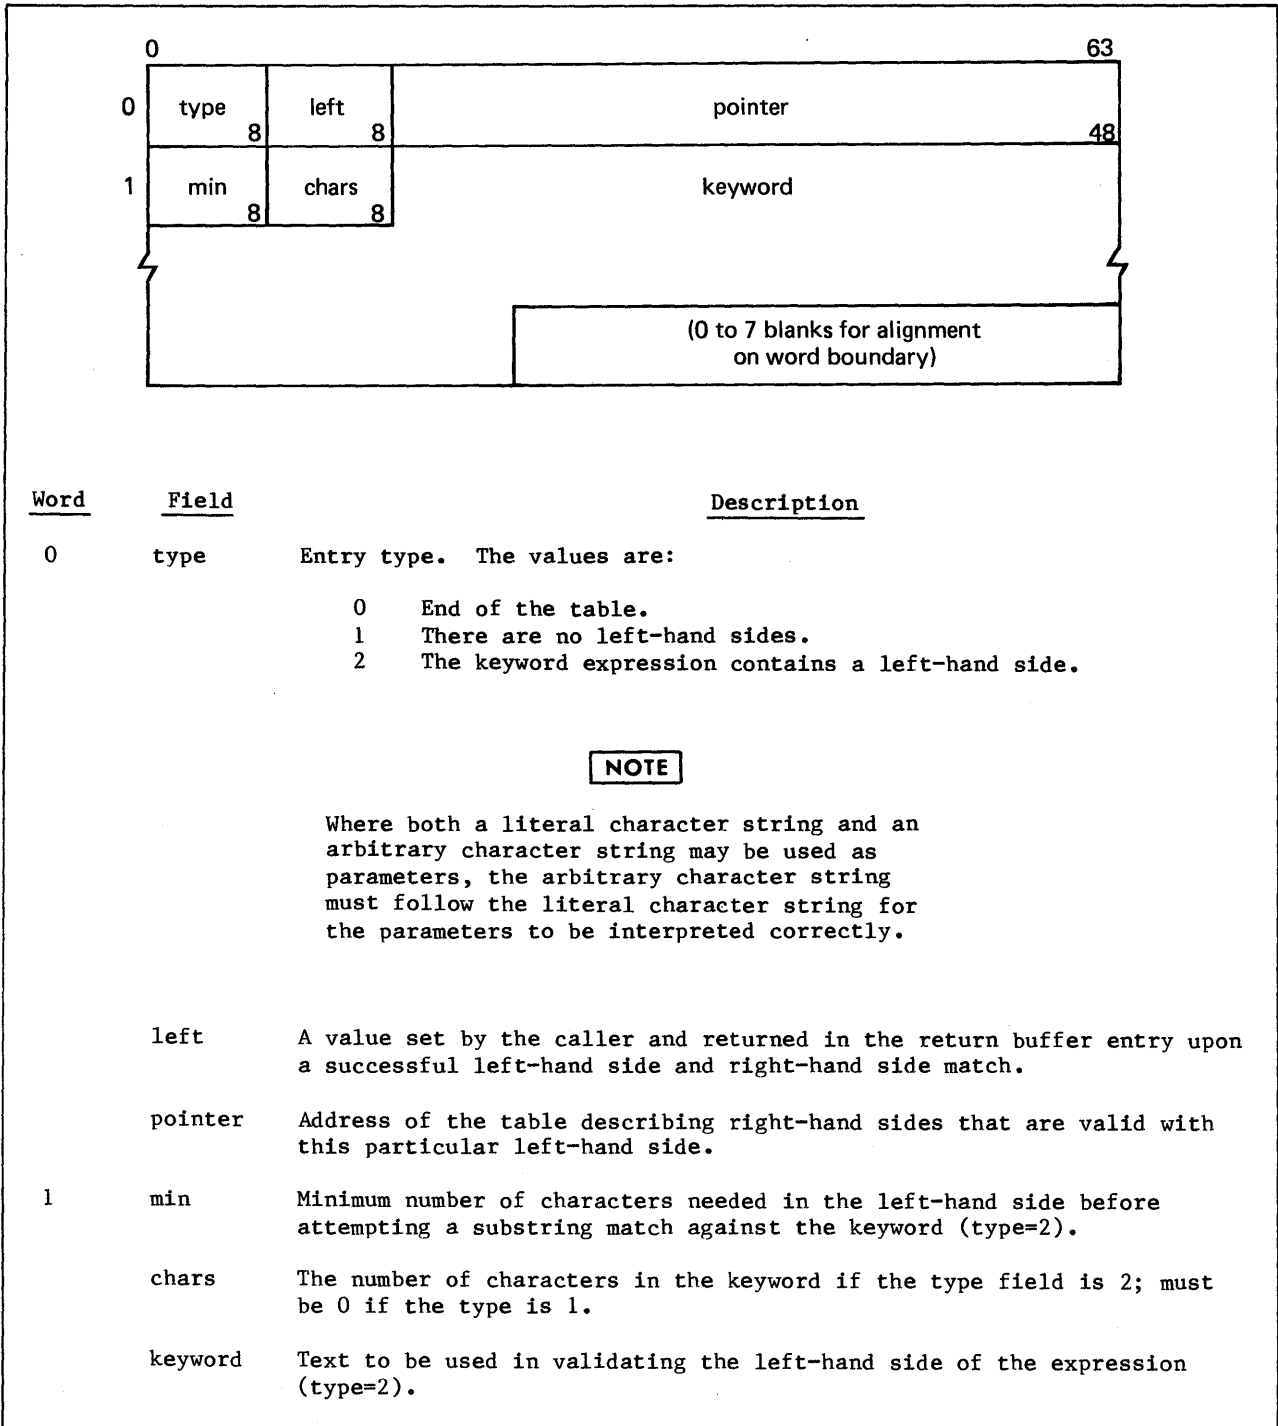 0 63
0 type 8 left 8 pointer 48
1 min 8 chars 8 keyword
(0 to 7 blanks for alignment
on word boundary)
Word Field Description
0 type Entry type. The values are:
0 End of the table.
1 There are no left-hand sides.
2 The keyword expression contains a left-hand side.
NOTE
Where both a literal character string and an
arbitrary character string may be used as
parameters, the arbitrary character string
must follow the literal character string for
the parameters to be interpreted correctly.
left A value set by the caller and returned in the return buffer entry upon
a successful left-hand side and right-hand side match.
pointer Address of the table describing right-hand sides that are valid with
this particular left-hand side.
1 min Minimum number of characters needed in the left-hand side before
attempting a substring match against the keyword (type=2).
chars The number of characters in the keyword if the type field is 2; must
be 0 if the type is 1.
keyword Text to be used in validating the left-hand side of the expression
(type=2).